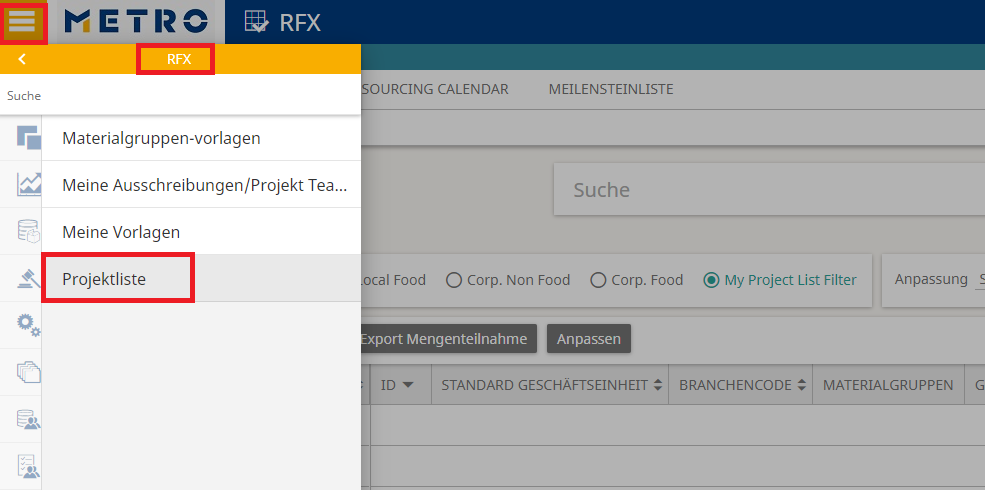 METRO RFX
RFX
Suche
SOURCING CALENDAR MEILENSTEINLISTE
Materialgruppen-vorlagen
Meine Ausschreibungen/Projekt Tea...
Suche
Meine Vorlagen
Projektliste
ocal Food Corp. Non Food Corp. Food My Project List Filter Anpassung S
Export Mengenteilnahme Anpassen
ID STANDARD GESCHÄFTSEINHEIT BRANCHENCODE MATERIALGRUPPEN G